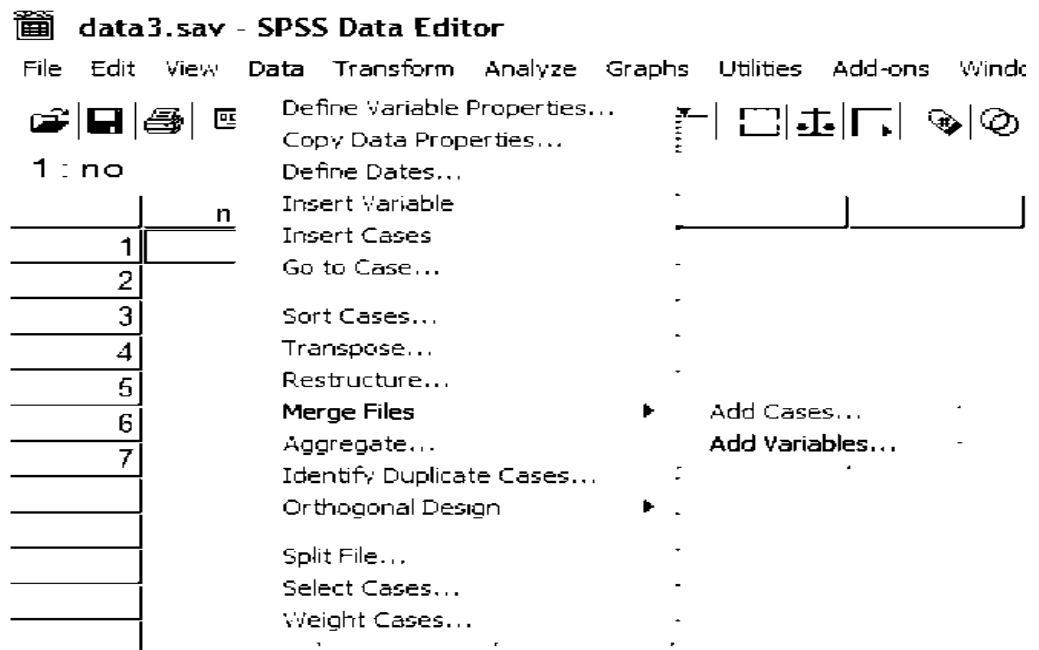 data3.sav - SPSS Data Editor
File Edit View Data Transform Analyze Graphs Utilities Add-ons
1 : no
n
1
2
3
4
5
6
7
Define Variable Properties...
Copy Data Properties...
Define Dates...
Insert Variable
Insert Cases
Go to Case...
Sort Cases...
Transpose...
Restructure...
Merge Files
Add Cases...
Aggregate...
Add Variables...
Identify Duplicate Cases...
Orthogonal Design
Split File...
Select Cases...
Weight Cases...